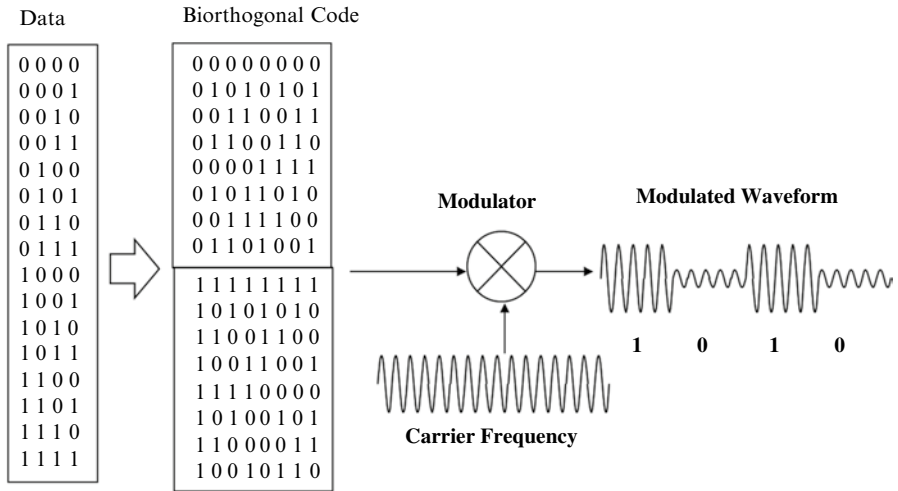 Data
0 0 0 0
0 0 0 1
0 0 1 0
0 0 1 1
0 1 0 0
0 1 0 1
0 1 1 0
0 1 1 1
1 0 0 0
1 0 0 1
1 0 1 0
1 0 1 1
1 1 0 0
1 1 0 1
1 1 1 0
1 1 1 1
Biorthogonal Code
0 0 0 0 0 0 0 0
0 1 0 1 0 1 0 1
0 0 1 1 0 0 1 1
0 1 1 0 0 1 1 0
0 0 0 0 1 1 1 1
0 1 0 1 1 0 1 0
0 0 1 1 1 1 0 0
0 1 1 0 1 0 0 1
1 1 1 1 1 1 1 1
1 0 1 0 1 0 1 0
1 1 0 0 1 1 0 0
1 0 0 1 1 0 0 1
1 1 1 1 0 0 0 0
1 0 1 0 0 1 0 1
1 1 0 0 0 0 1 1
1 0 0 1 0 1 1 0
Modulator
Carrier Frequency
Modulated Waveform
1 0 1 0